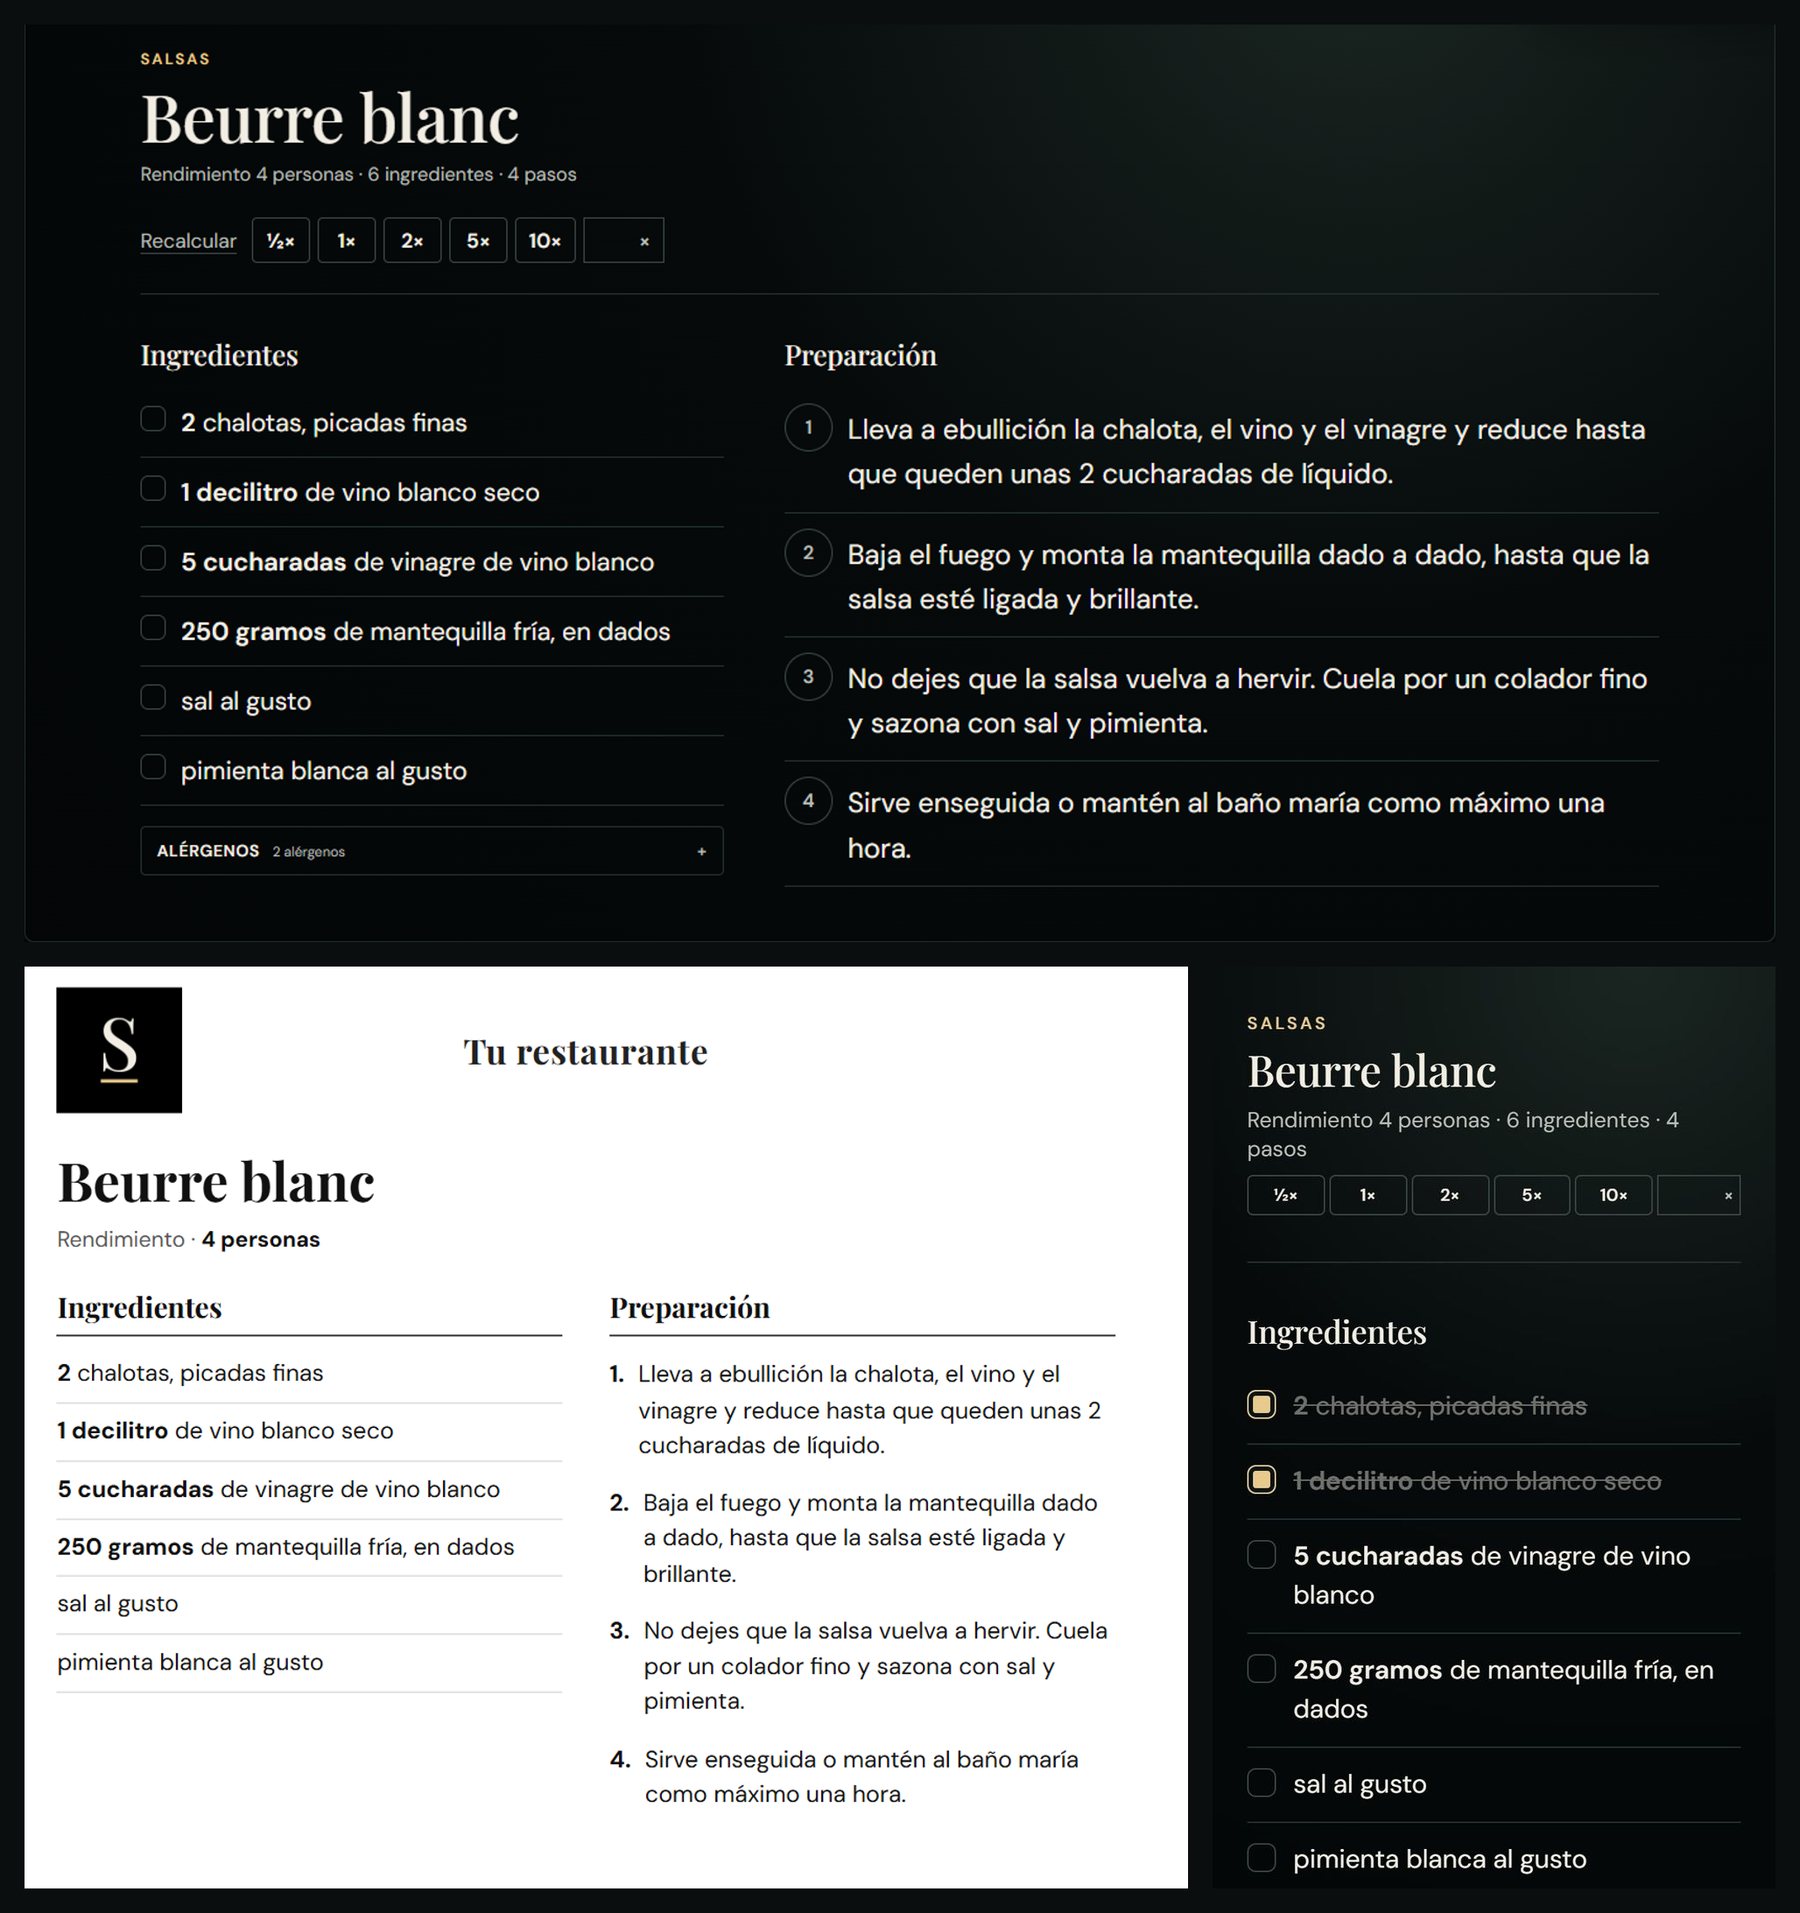 SALSAS
Beurre blanc
Rendimiento 4 personas · 6 ingredientes · 4 pasos
Recalcular ½× 1× 2× 5× 10× ×
Ingredientes
2 chalotas, picadas finas
1 decilitro de vino blanco seco
5 cucharadas de vinagre de vino blanco
250 gramos de mantequilla fría, en dados
sal al gusto
pimienta blanca al gusto
ALÉRGENOS 2 alérgenos +
Preparación
1 Lleva a ebullición la chalota, el vino y el vinagre y reduce hasta
que queden unas 2 cucharadas de líquido.
2 Baja el fuego y monta la mantequilla dado a dado, hasta que la
salsa esté ligada y brillante.
3 No dejes que la salsa vuelva a hervir. Cuela por un colador fino
y sazona con sal y pimienta.
4 Sirve enseguida o mantén al baño maría como máximo una
hora.
S
Tu restaurante
Beurre blanc
Rendimiento · 4 personas
Ingredientes
2 chalotas, picadas finas
1 decilitro de vino blanco seco
5 cucharadas de vinagre de vino blanco
250 gramos de mantequilla fría, en dados
sal al gusto
pimienta blanca al gusto
Preparación
1. Lleva a ebullición la chalota, el vino y el
vinagre y reduce hasta que queden unas 2
cucharadas de líquido.
2. Baja el fuego y monta la mantequilla dado
a dado, hasta que la salsa esté ligada y
brillante.
3. No dejes que la salsa vuelva a hervir. Cuela
por un colador fino y sazona con sal y
pimienta.
4. Sirve enseguida o mantén al baño maría
como máximo una hora.
SALSAS
Beurre blanc
Rendimiento 4 personas · 6 ingredientes · 4
pasos
½× 1× 2× 5× 10× ×
Ingredientes
2 chalotas, picadas finas
1 decilitro de vino blanco seco
5 cucharadas de vinagre de vino
blanco
250 gramos de mantequilla fría, en
dados
sal al gusto
pimienta blanca al gusto